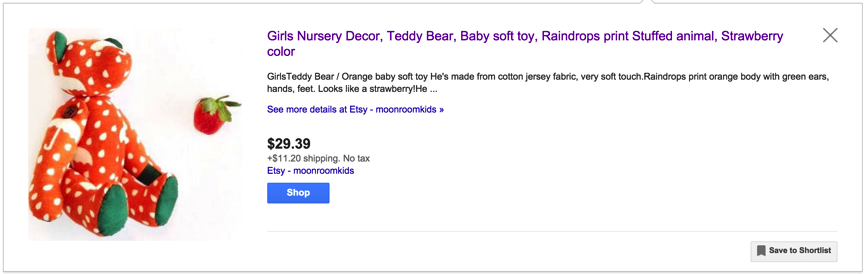 Girls Nursery Decor, Teddy Bear, Baby soft toy, Raindrops print Stuffed animal, Strawberry
color
GirlsTeddy Bear / Orange baby soft toy He's made from cotton jersey fabric, very soft touch.Raindrops print orange body with green ears,
hands, feet. Looks like a strawberry!He ...
See more details at Etsy - moonroomkids »
$29.39
+$11.20 shipping. No tax
Etsy - moonroomkids
Shop
Save to Shortlist